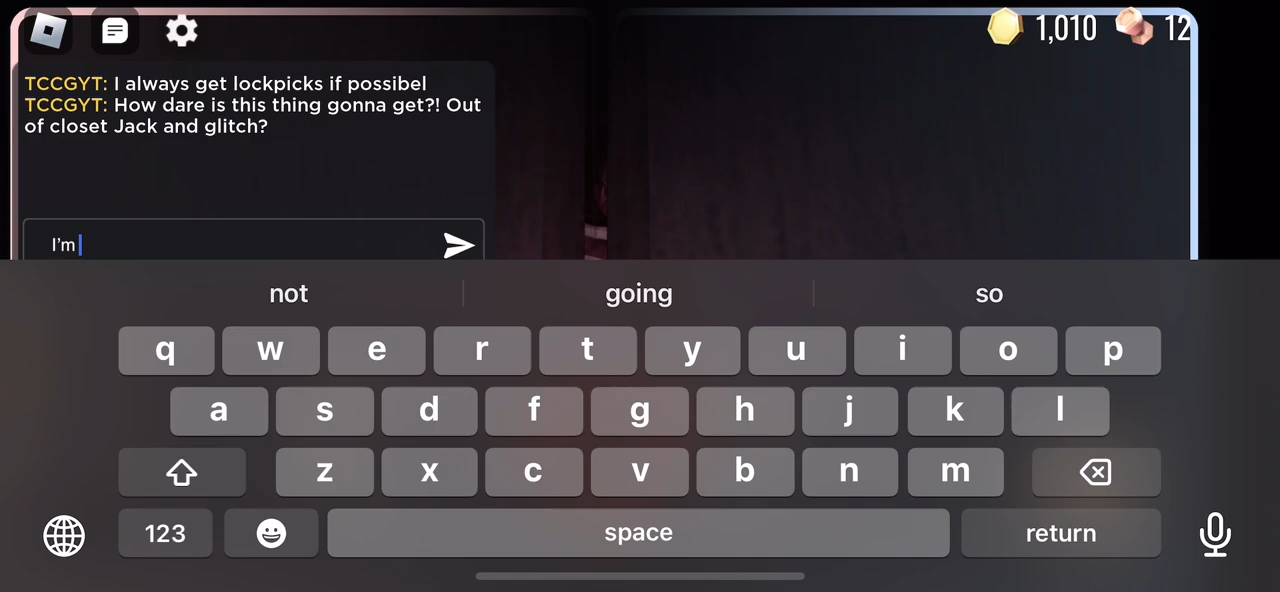 1,010 12
TCCGYT: I always get lockpicks if possibel
TCCGYT: How dare is this thing gonna get?! Out
of closet Jack and glitch?
I'm
not going so
q w e r t y u i o p
a s d f g h j k l
z x c v b n m
123 space return